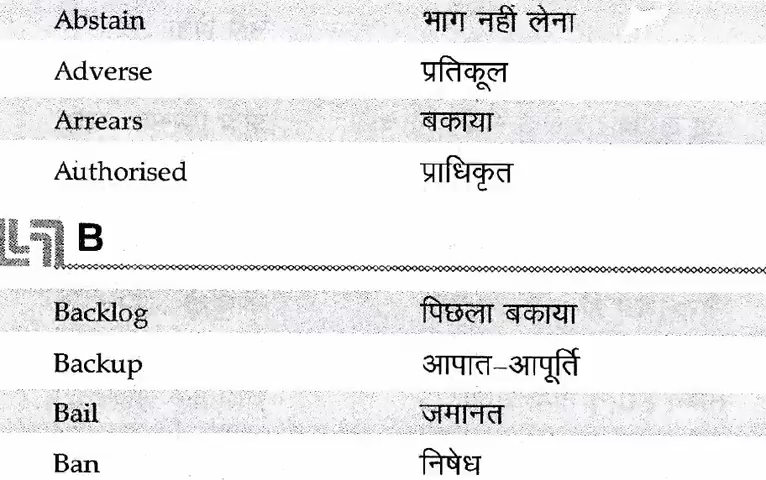 Abstain भाग नहीं लेना
Adverse प्रतिकूल
Arrears बकाया
Authorised प्राधिकृत
B
Backlog पिछला बकाया
Backup आपात-आपूर्ति
Bail जमानत
Ban निषेध